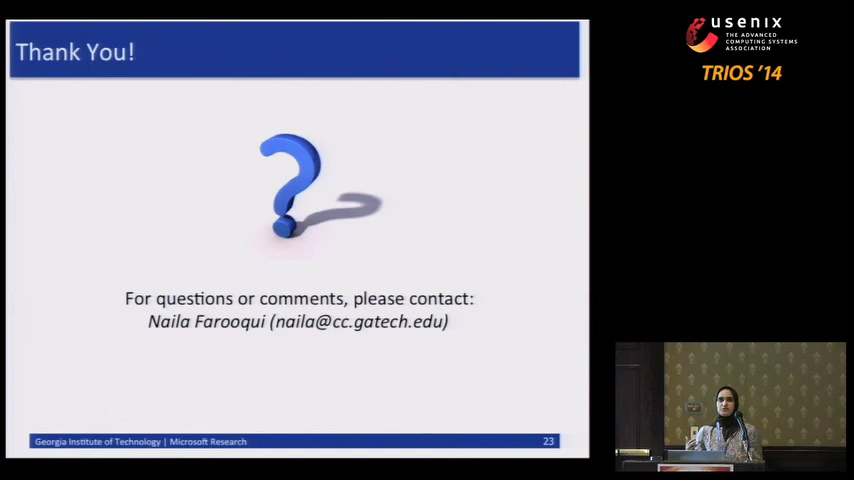 Thank You!
For questions or comments, please contact:
Naila Farooqui (naila@cc.gatech.edu)
Georgia Institute of Technology | Microsoft Research
23
usenix
THE ADVANCED
COMPUTING SYSTEMS
ASSOCIATION
TRIOS '14